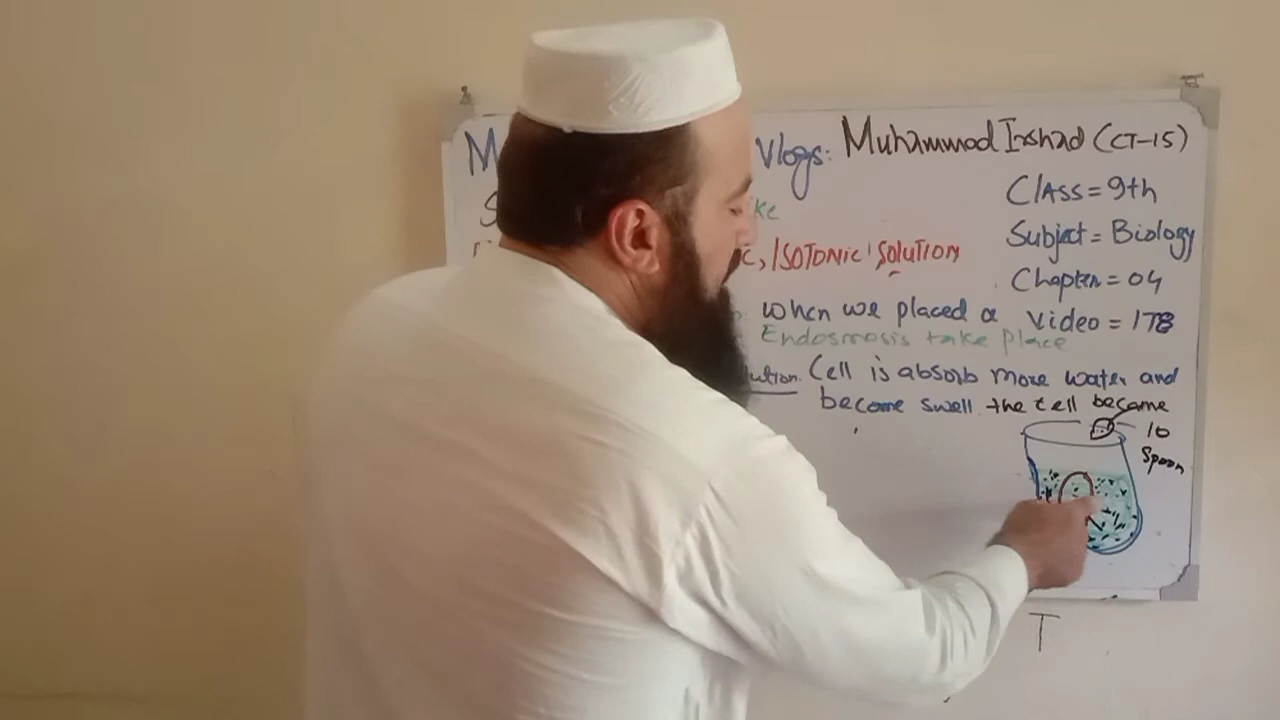 M Vlogs: Muhammad Irshad (CT-15)
S ke
Class = 9th
Subject = Biology
c, ISOTONIC SOLUTION
Chapter = 04
when we placed a
Video = 178
Endosmosis take place
ution. Cell is absorb more water and
become swell the cell became
10
Spoon
T